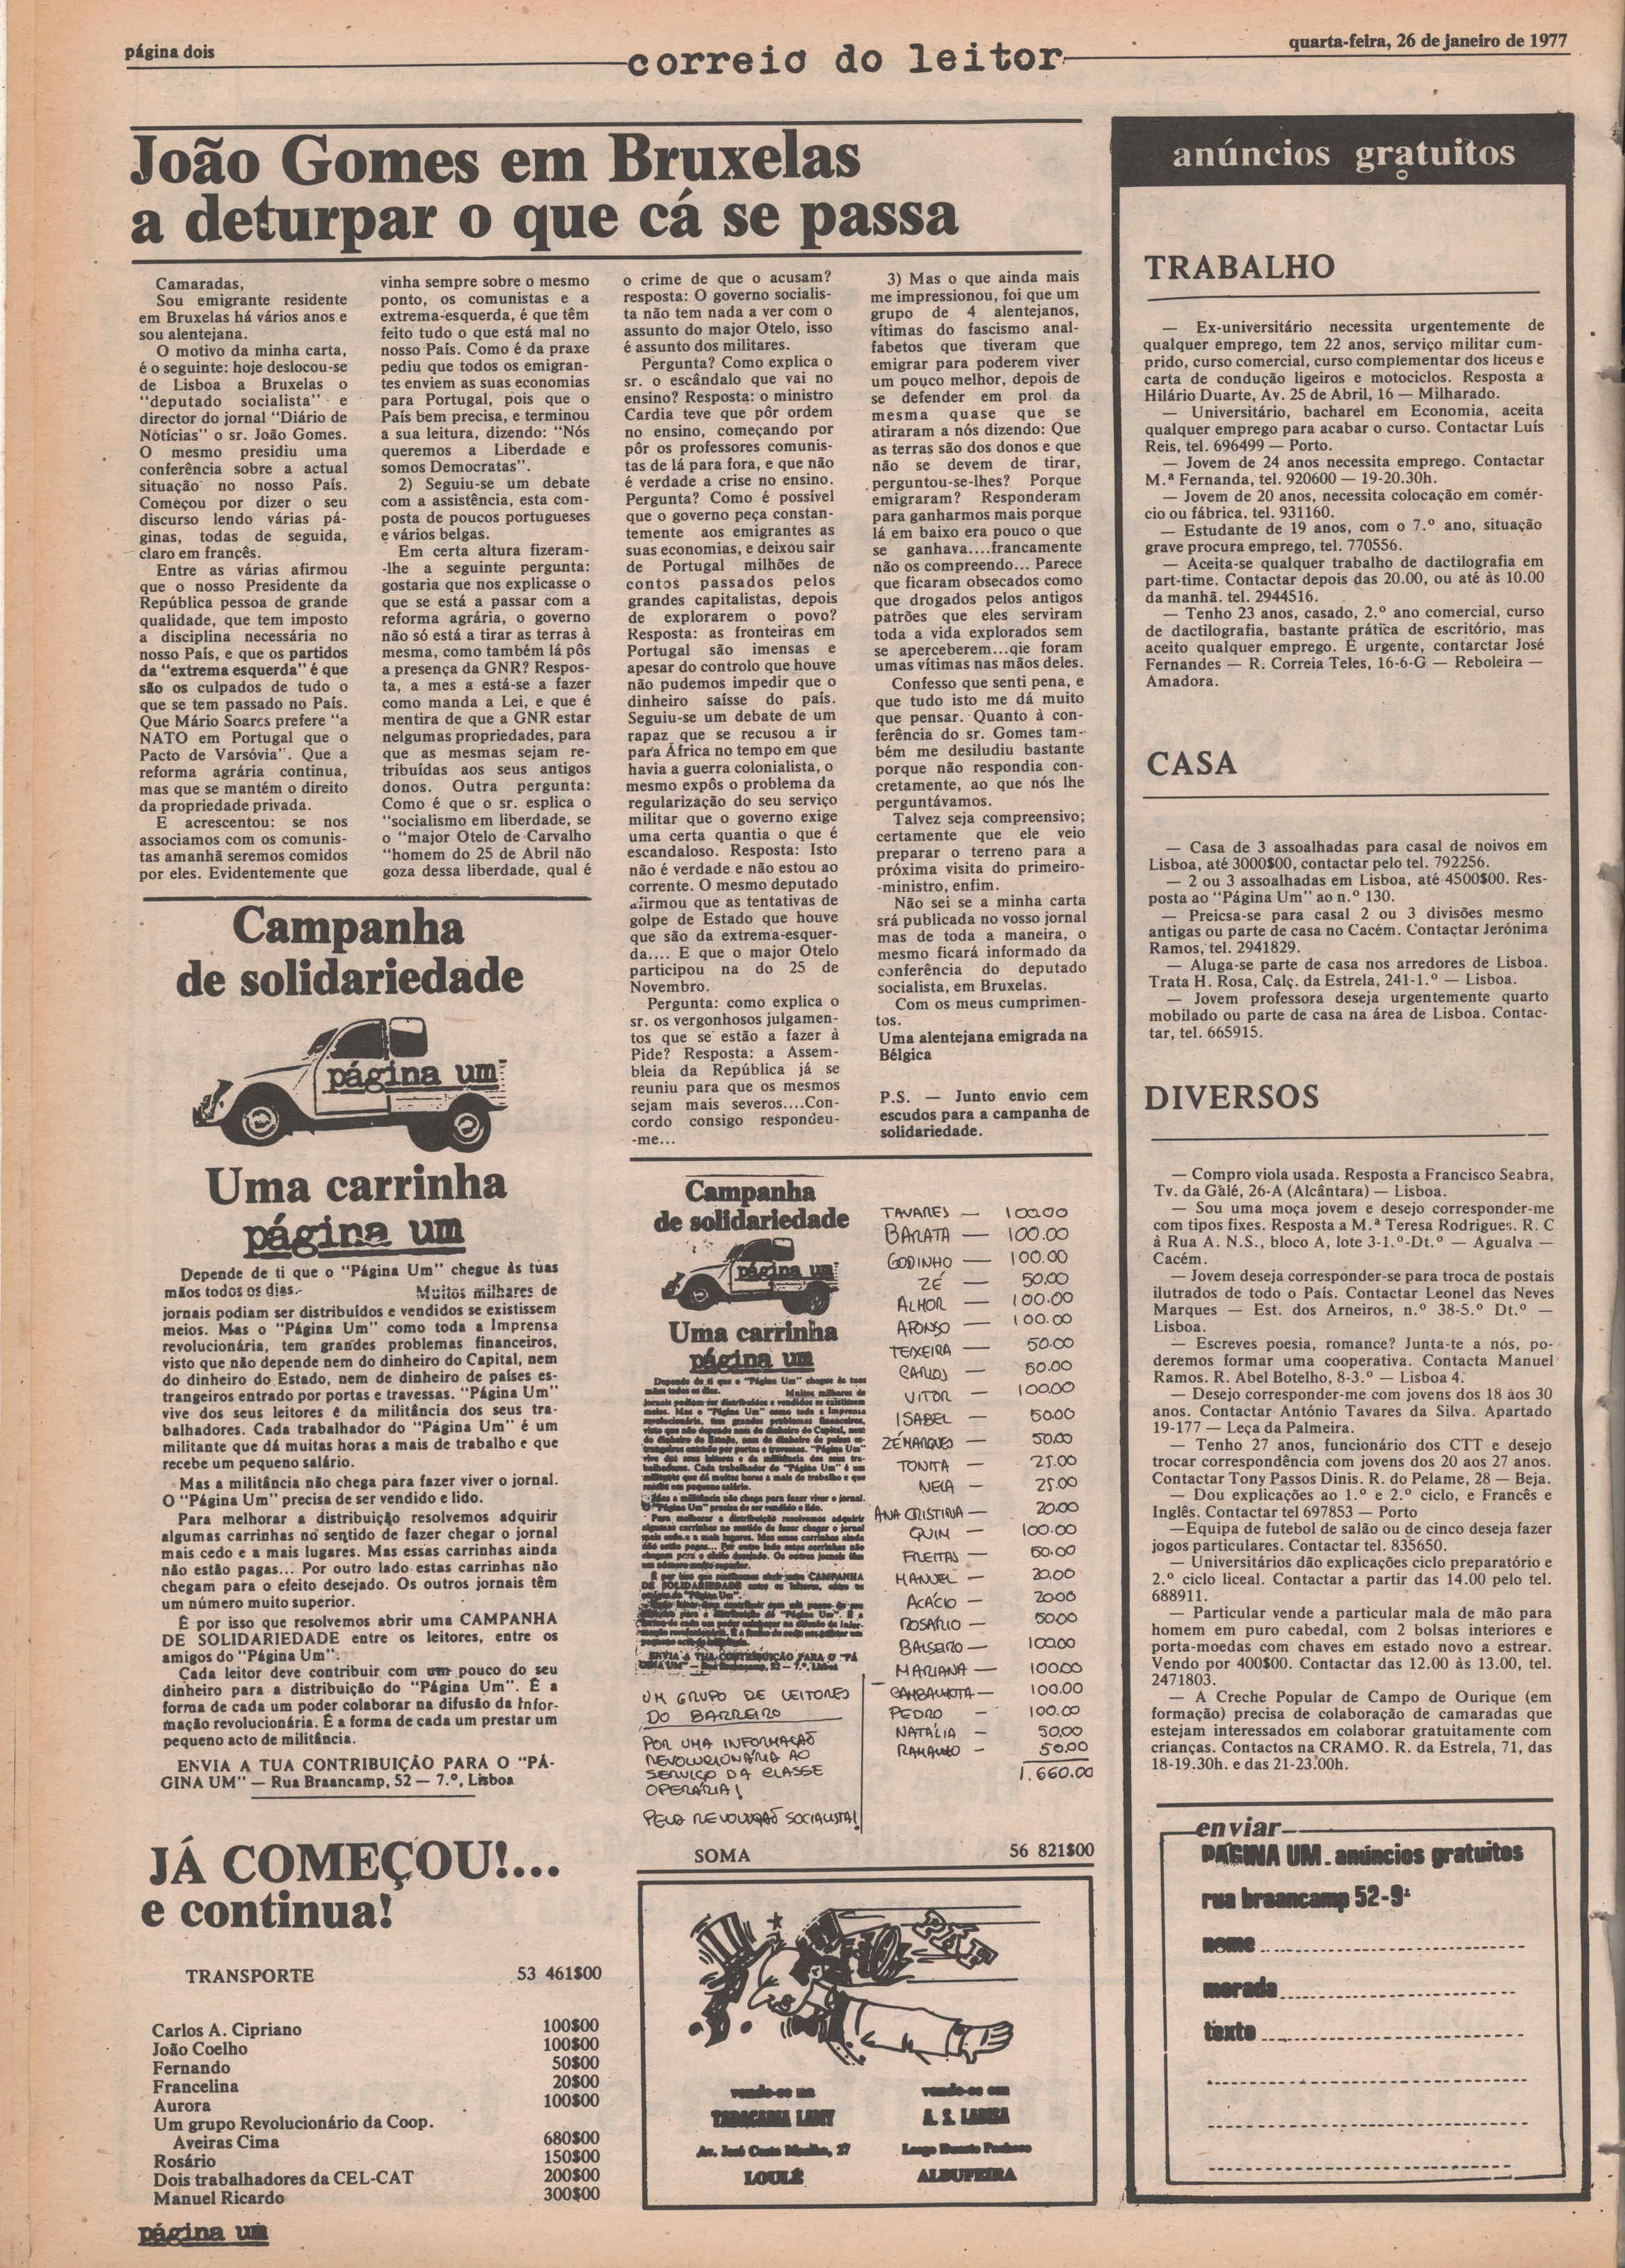 página dois
correio do leitor
quarta-feira, 26 de janeiro de 1977
João Gomes em Bruxelas
a deturpar o que cá se passa
Camaradas,
Sou emigrante residente
em Bruxelas há vários anos e
sou alentejana.
O motivo da minha carta,
é o seguinte: hoje deslocou-se
de Lisboa a Bruxelas o
"deputado socialista" e
director do jornal "Diário de
Notícias" o sr. João Gomes.
O mesmo presidiu uma
conferência sobre a actual
situação no nosso País.
Começou por dizer o seu
discurso lendo várias pá-
ginas, todas de seguida,
claro em francês.
Entre as várias afirmou
que o nosso Presidente da
República pessoa de grande
qualidade, que tem imposto
a disciplina necessária no
nosso País, e que os partidos
da "extrema esquerda" é que
são os culpados de tudo o
que se tem passado no País.
Que Mário Soares prefere "a
NATO em Portugal que o
Pacto de Varsóvia". Que a
reforma agrária continua,
mas que se mantém o direito
da propriedade privada.
E acrescentou: se nos
associamos com os comunis-
tas amanhã seremos comidos
por eles. Evidentemente que
vinha sempre sobre o mesmo
ponto, os comunistas e a
extrema-esquerda, é que têm
feito tudo o que está mal no
nosso País. Como é da praxe
pediu que todos os emigran-
tes enviem as suas economias
para Portugal, pois que o
País bem precisa, e terminou
a sua leitura, dizendo: "Nós
queremos a Liberdade e
somos Democratas".
2) Seguiu-se um debate
com a assistência, esta com-
posta de poucos portugueses
e vários belgas.
Em certa altura fizeram-
-lhe a seguinte pergunta:
gostaria que nos explicasse o
que se está a passar com a
reforma agrária, o governo
não só está a tirar as terras à
mesma, como também lá pôs
a presença da GNR? Respos-
ta, a mes a está-se a fazer
como manda a Lei, e que é
mentira de que a GNR estar
nelgumas propriedades, para
que as mesmas sejam re-
tribuídas aos seus antigos
donos. Outra pergunta:
Como é que o sr. esplica o
"socialismo em liberdade, se
o "major Otelo de Carvalho
"homem do 25 de Abril não
goza dessa liberdade, qual é
o crime de que o acusam?
resposta: O governo socialis-
ta não tem nada a ver com o
assunto do major Otelo, isso
é assunto dos militares.
Pergunta? Como explica o
sr. o escândalo que vai no
ensino? Resposta: o ministro
Cardia teve que pôr ordem
no ensino, começando por
pôr os professores comunis-
tas de lá para fora, e que não
é verdade a crise no ensino.
Pergunta? Como é possível
que o governo peça constan-
temente aos emigrantes as
suas economias, e deixou sair
de Portugal milhões de
contos passados pelos
grandes capitalistas, depois
de explorarem o povo?
Resposta: as fronteiras em
Portugal são imensas e
apesar do controlo que houve
não pudemos impedir que o
dinheiro saísse do país.
Seguiu-se um debate de um
rapaz que se recusou a ir
para África no tempo em que
havia a guerra colonialista, o
mesmo expôs o problema da
regularização do seu serviço
militar que o governo exige
uma certa quantia o que é
escandaloso. Resposta: Isto
não é verdade e não estou ao
corrente. O mesmo deputado
afirmou que as tentativas de
golpe de Estado que houve
que são da extrema-esquer-
da.... E que o major Otelo
participou na do 25 de
Novembro.
Pergunta: como explica o
sr. os vergonhosos julgamen-
tos que se estão a fazer à
Pide? Resposta: a Assem-
bleia da República já se
reuniu para que os mesmos
sejam mais severos....Con-
cordo consigo respondeu-
-me...
3) Mas o que ainda mais
me impressionou, foi que um
grupo de 4 alentejanos,
vítimas do fascismo anal-
fabetos que tiveram que
emigrar para poderem viver
um pouco melhor, depois de
se defender em prol da
mesma quase que se
atiraram a nós dizendo: Que
as terras são dos donos e que
não se devem de tirar,
perguntou-se-lhes? Porque
emigraram? Responderam
para ganharmos mais porque
lá em baixo era pouco o que
se ganhava....francamente
não os compreendo... Parece
que ficaram obsecados como
que drogados pelos antigos
patrões que eles serviram
toda a vida explorados sem
se aperceberem...qie foram
umas vítimas nas mãos deles.
Confesso que senti pena, e
que tudo isto me dá muito
que pensar. Quanto à con-
ferência do sr. Gomes tam-
bém me desiludiu bastante
porque não respondia con-
cretamente, ao que nós lhe
perguntávamos.
Talvez seja compreensivo;
certamente que ele veio
preparar o terreno para a
próxima visita do primeiro-
-ministro, enfim.
Não sei se a minha carta
srá publicada no vosso jornal
mas de toda a maneira, o
mesmo ficará informado da
conferência do deputado
socialista, em Bruxelas.
Com os meus cumprimen-
tos.
Uma alentejana emigrada na
Bélgica
P.S. — Junto envio cem
escudos para a campanha de
solidariedade.
Campanha
de solidariedade
página um
Uma carrinha
página um
Depende de ti que o "Página Um" chegue às tuas
mãos todos os dias. Muitos milhares de
jornais podiam ser distribuídos e vendidos se existissem
meios. Mas o "Página Um" como toda a Imprensa
revolucionária, tem grandes problemas financeiros,
visto que não depende nem do dinheiro do Capital, nem
do dinheiro do Estado, nem de dinheiro de países es-
trangeiros entrado por portas e travessas. "Página Um"
vive dos seus leitores é da militância dos seus tra-
balhadores. Cada trabalhador do "Página Um" é um
militante que dá muitas horas a mais de trabalho e que
recebe um pequeno salário.
Mas a militância não chega para fazer viver o jornal.
O "Página Um" precisa de ser vendido e lido.
Para melhorar a distribuição resolvemos adquirir
algumas carrinhas no sentido de fazer chegar o jornal
mais cedo e a mais lugares. Mas essas carrinhas ainda
não estão pagas... Por outro lado estas carrinhas não
chegam para o efeito desejado. Os outros jornais têm
um número muito superior.
É por isso que resolvemos abrir uma CAMPANHA
DE SOLIDARIEDADE entre os leitores, entre os
amigos do "Página Um".
Cada leitor deve contribuir com um pouco do seu
dinheiro para a distribuição do "Página Um". É a
forma de cada um poder colaborar na difusão da Infor-
mação revolucionária. É a forma de cada um prestar um
pequeno acto de militância.
ENVIA A TUA CONTRIBUIÇÃO PARA O "PÁ-
GINA UM" — Rua Braancamp, 52 — 7.º, Lisboa
JÁ COMEÇOU!...
e continua!
TRANSPORTE 53 461$00
Carlos A. Cipriano 100$00
João Coelho 100$00
Fernando 50$00
Francelina 20$00
Aurora 100$00
Um grupo Revolucionário da Coop.
Aveiras Cima 680$00
Rosário 150$00
Dois trabalhadores da CEL-CAT 200$00
Manuel Ricardo 300$00
página um
Campanha
de solidariedade
página um
Uma carrinha
página um
Depende de ti que o "Página Um" chegue às tuas
mãos todos os dias. Muitos milhares de
ENVIA A TUA CONTRIBUIÇÃO PARA O "PÁ
GINA UM"
UM GRUPO DE LEITORES
DO BARREIRO
POR UMA INFORMAÇÃO
REVOLUCIONÁRIA AO
SERVIÇO DA CLASSE
OPERÁRIA!
PELA REVOLUÇÃO SOCIALISTA!
TAVARES — 100.00
BARATA — 100.00
GODINHO — 100.00
ZÉ — 50.00
ALHOR — 100.00
AFONSO — 100.00
TEIXEIRA — 50.00
CARLOS — 50.00
VITOR — 100.00
ISABEL — 50.00
ZÉ MARQUES — 50.00
TONITA — 25.00
NELA — 25.00
ANA CRISTINA — 20.00
QUIM — 100.00
FREITAS — 50.00
MANUEL — 20.00
ACÁCIO — 20.00
ROSÁRIO — 50.00
BALSEIRO — 100.00
MARIANA — 100.00
CAMBALHOTA — 100.00
PEDRO — 100.00
NATÁLIA — 50.00
RAMALHO — 50.00
1.660.00
SOMA 56 821$00
vende-se na
TABACARIA LAMY
LOULÉ
vende-se em
Largo Duarte Pacheco
ALBUFEIRA
anúncios gratuitos
TRABALHO
— Ex-universitário necessita urgentemente de
qualquer emprego, tem 22 anos, serviço militar cum-
prido, curso comercial, curso complementar dos liceus e
carta de condução ligeiros e motociclos. Resposta a
Hilário Duarte, Av. 25 de Abril, 16 — Milharado.
— Universitário, bacharel em Economia, aceita
qualquer emprego para acabar o curso. Contactar Luís
Reis, tel. 696499 — Porto.
— Jovem de 24 anos necessita emprego. Contactar
M.ª Fernanda, tel. 920600 — 19-20.30h.
— Jovem de 20 anos, necessita colocação em comér-
cio ou fábrica. tel. 931160.
— Estudante de 19 anos, com o 7.º ano, situação
grave procura emprego, tel. 770556.
— Aceita-se qualquer trabalho de dactilografia em
part-time. Contactar depois das 20.00, ou até às 10.00
da manhã. tel. 2944516.
— Tenho 23 anos, casado, 2.º ano comercial, curso
de dactilografia, bastante prática de escritório, mas
aceito qualquer emprego. É urgente, contarctar José
Fernandes — R. Correia Teles, 16-6-G — Reboleira —
Amadora.
CASA
— Casa de 3 assoalhadas para casal de noivos em
Lisboa, até 3000$00, contactar pelo tel. 792256.
— 2 ou 3 assoalhadas em Lisboa, até 4500$00. Res-
posta ao "Página Um" ao n.º 130.
— Preicsa-se para casal 2 ou 3 divisões mesmo
antigas ou parte de casa no Cacém. Contactar Jerónima
Ramos, tel. 2941829.
— Aluga-se parte de casa nos arredores de Lisboa.
Trata H. Rosa, Calç. da Estrela, 241-1.º — Lisboa.
— Jovem professora deseja urgentemente quarto
mobilado ou parte de casa na área de Lisboa. Contac-
tar, tel. 665915.
DIVERSOS
— Compro viola usada. Resposta a Francisco Seabra,
Tv. da Galé, 26-A (Alcântara) — Lisboa.
— Sou uma moça jovem e desejo corresponder-me
com tipos fixes. Resposta a M.ª Teresa Rodrigues. R. C
à Rua A. N.S., bloco A, lote 3-1.º-Dt.º — Agualva —
Cacém.
— Jovem deseja corresponder-se para troca de postais
ilutrados de todo o País. Contactar Leonel das Neves
Marques — Est. dos Arneiros, n.º 38-5.º Dt.º —
Lisboa.
— Escreves poesia, romance? Junta-te a nós, po-
deremos formar uma cooperativa. Contacta Manuel
Ramos. R. Abel Botelho, 8-3.º — Lisboa 4.
— Desejo corresponder-me com jovens dos 18 aos 30
anos. Contactar António Tavares da Silva. Apartado
19-177 — Leça da Palmeira.
— Tenho 27 anos, funcionário dos CTT e desejo
trocar correspondência com jovens dos 20 aos 27 anos.
Contactar Tony Passos Dinis. R. do Pelame, 28 — Beja.
— Dou explicações ao 1.º e 2.º ciclo, e Francês e
Inglês. Contactar tel 697853 — Porto
—Equipa de futebol de salão ou de cinco deseja fazer
jogos particulares. Contactar tel. 835650.
— Universitários dão explicações ciclo preparatório e
2.º ciclo liceal. Contactar a partir das 14.00 pelo tel.
688911.
— Particular vende a particular mala de mão para
homem em puro cabedal, com 2 bolsas interiores e
porta-moedas com chaves em estado novo a estrear.
Vendo por 400$00. Contactar das 12.00 às 13.00, tel.
2471803.
— A Creche Popular de Campo de Ourique (em
formação) precisa de colaboração de camaradas que
estejam interessados em colaborar gratuitamente com
crianças. Contactos na CRAMO. R. da Estrela, 71, das
18-19.30h. e das 21-23.00h.
enviar
PÁGINA UM. anúncios gratuitos
rua braancamp 52-9º
nome
morada
texto